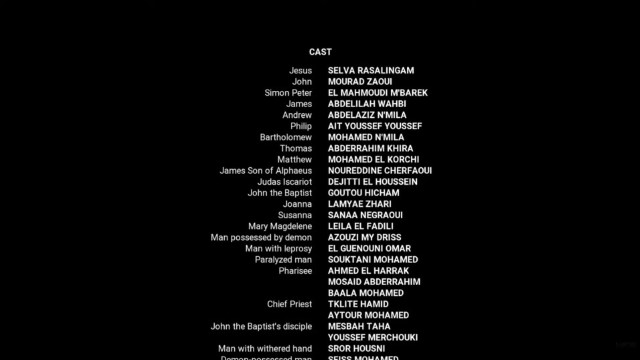 CAST
Jesus SELVA RASALINGAM
John MOURAD ZAOUI
Simon Peter EL MAHMOUDI M'BAREK
James ABDELILAH WAHBI
Andrew ABDELAZIZ N'MILA
Philip AIT YOUSSEF YOUSSEF
Bartholomew MOHAMED N'MILA
Thomas ABDERRAHIM KHIRA
Matthew MOHAMED EL KORCHI
James Son of Alphaeus NOUREDDINE CHERFAOUI
Judas Iscariot DEJITTI EL HOUSSEIN
John the Baptist GOUTOU HICHAM
Joanna LAMYAE ZHARI
Susanna SANAA NEGRAOUI
Mary Magdelene LEILA EL FADILI
Man possessed by demon AZOUZI MY DRISS
Man with leprosy EL GUENOUNI OMAR
Paralyzed man SOUKTANI MOHAMED
Pharisee AHMED EL HARRAK
MOSAID ABDERRAHIM
BAALA MOHAMED
Chief Priest TKLITE HAMID
AYTOUR MOHAMED
John the Baptist's disciple MESBAH TAHA
YOUSSEF MERCHOUKI
Man with withered hand SROR HOUSNI
Demon-possessed man SEISS MOHAMED